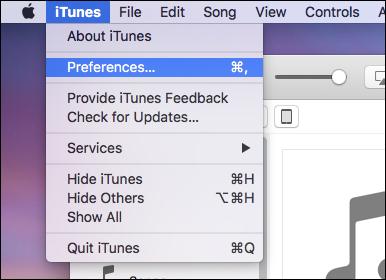 iTunes File Edit Song View Controls
About iTunes
Preferences... ⌘,
Provide iTunes Feedback
Check for Updates...
Services ▶
Hide iTunes ⌘H
Hide Others ⌥⌘H
Show All
Quit iTunes ⌘Q